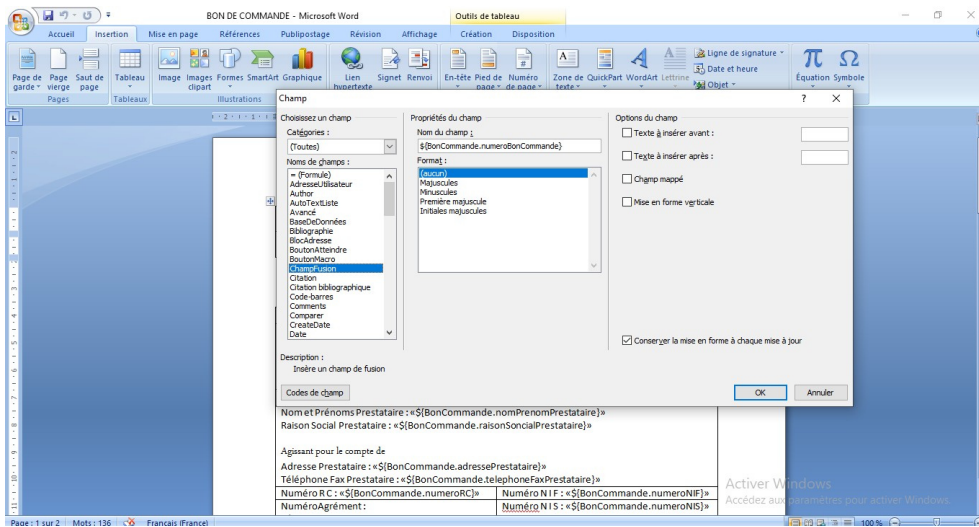 BON DE COMMANDE - Microsoft Word
Outils de tableau
Accueil Insertion Mise en page Références Publipostage Révision Affichage Création Disposition
Page de garde
Page vierge
Saut de page
Tableau
Image
Images clipart
Formes
SmartArt
Graphique
Lien hypertexte
Signet
Renvoi
En-tête
Pied de page
Numéro de page
Zone de texte
QuickPart
WordArt
Lettrine
Ligne de signature
Date et heure
Objet
Équation
Symbole
Pages
Tableaux
Illustrations
Champ
? X
Choisissez un champ
Catégories :
(Toutes)
Noms de champs :
= (Formule)
AdresseUtilisateur
Author
AutoTextListe
Avancé
BaseDeDonnées
Bibliographie
BlocAdresse
BoutonAtteindre
BoutonMacro
ChampFusion
Citation
Citation bibliographique
Code-barres
Comments
Comparer
CreateDate
Date
Propriétés du champ
Nom du champ :
${BonCommande.numeroBonCommande}
Format :
(aucun)
Majuscules
Minuscules
Première majuscule
Initiales majuscules
Options du champ
Texte à insérer avant :
Texte à insérer après :
Champ mappé
Mise en forme verticale
Conserver la mise en forme à chaque mise à jour
Description :
Insère un champ de fusion
Codes de champ
OK
Annuler
Nom et Prénoms Prestataire : «${BonCommande.nomPrenomPrestataire}»
Raison Social Prestataire : «${BonCommande.raisonSoncialPrestataire}»
Agissant pour le compte de
Adresse Prestataire : «${BonCommande.adressePrestataire}»
Téléphone Fax Prestataire : «${BonCommande.telephoneFaxPrestataire}»
Numéro R C : «${BonCommande.numeroRC}» Numéro N I F : «${BonCommande.numeroNIF}»
NuméroAgrément : Numéro N I S : «${BonCommande.numeroNIS}»
Activer Windows
Accédez aux paramètres pour activer Windows.
Page : 1 sur 2 Mots : 136 Français (France) 100 %